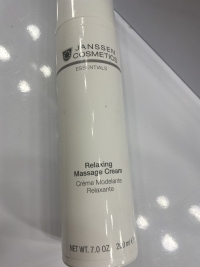 JANSSEN
COSMETICS
ESSENTIALS
Relaxing
Massage Cream
Crème Modelante
Relaxante
NET WT. 7.0 OZ. 200 ml e